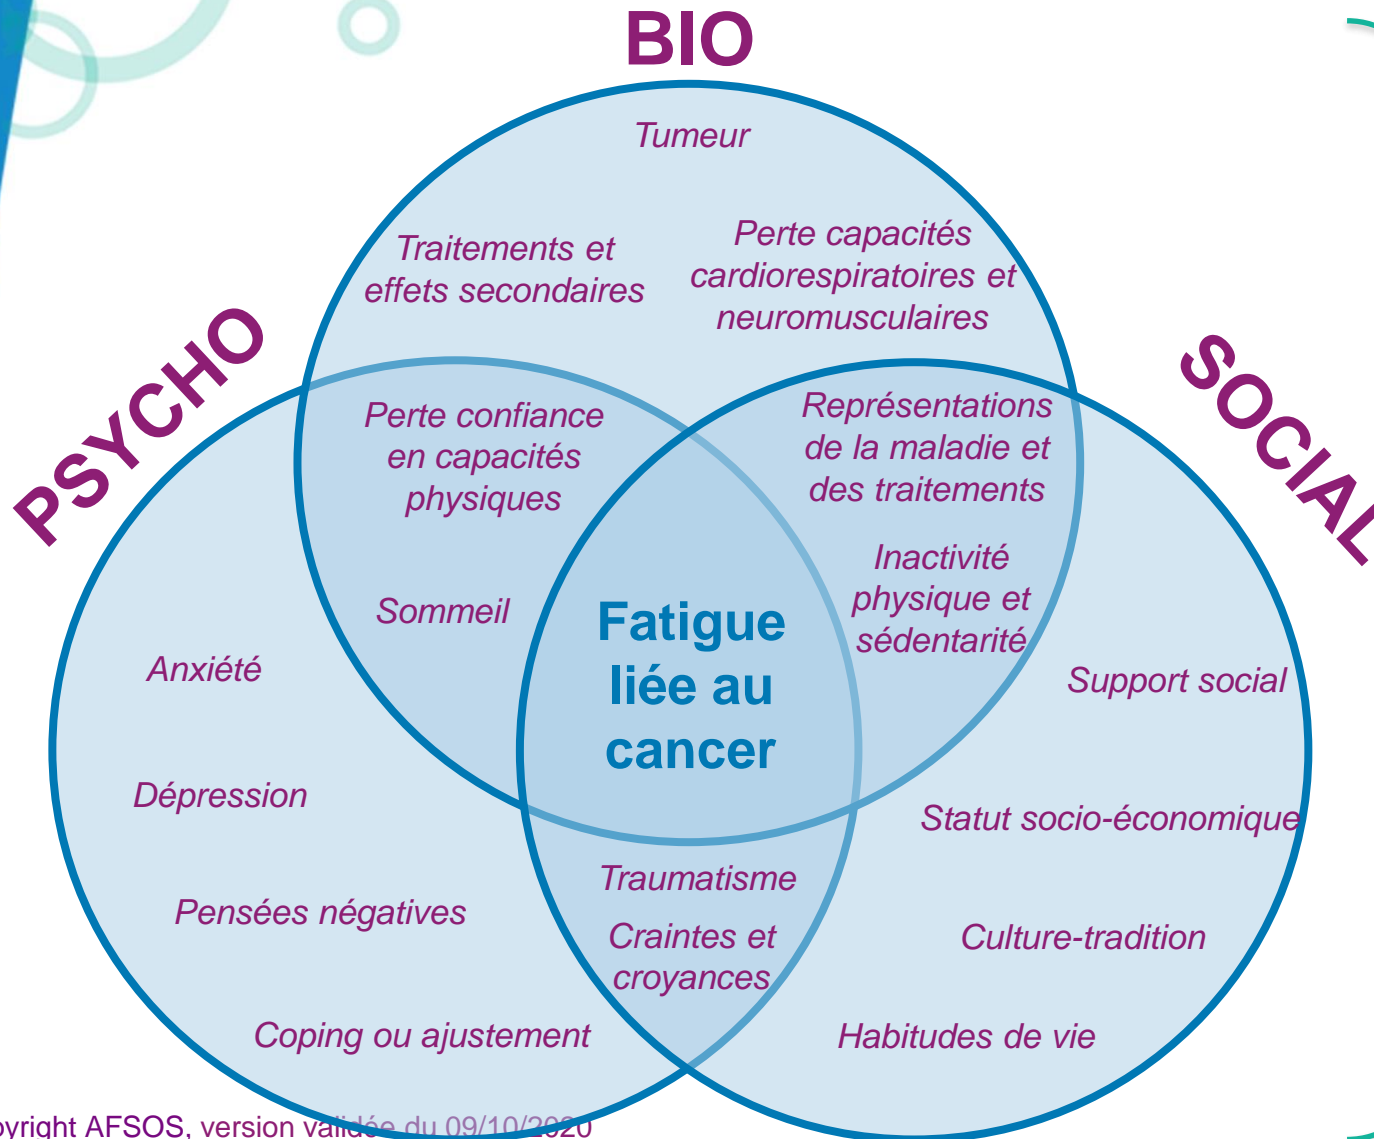 BIO
Tumeur
Traitements et
effets secondaires
Perte capacités
cardiorespiratoires et
neuromusculaires
PSYCHO
SOCIAL
Perte confiance
en capacités
physiques
Sommeil
Représentations
de la maladie et
des traitements
Inactivité
physique et
sédentarité
Fatigue
liée au
cancer
Anxiété
Dépression
Pensées négatives
Coping ou ajustement
Traumatisme
Craintes et
croyances
Support social
Statut socio-économique
Culture-tradition
Habitudes de vie
pyright AFSOS, version validée du 09/10/2020